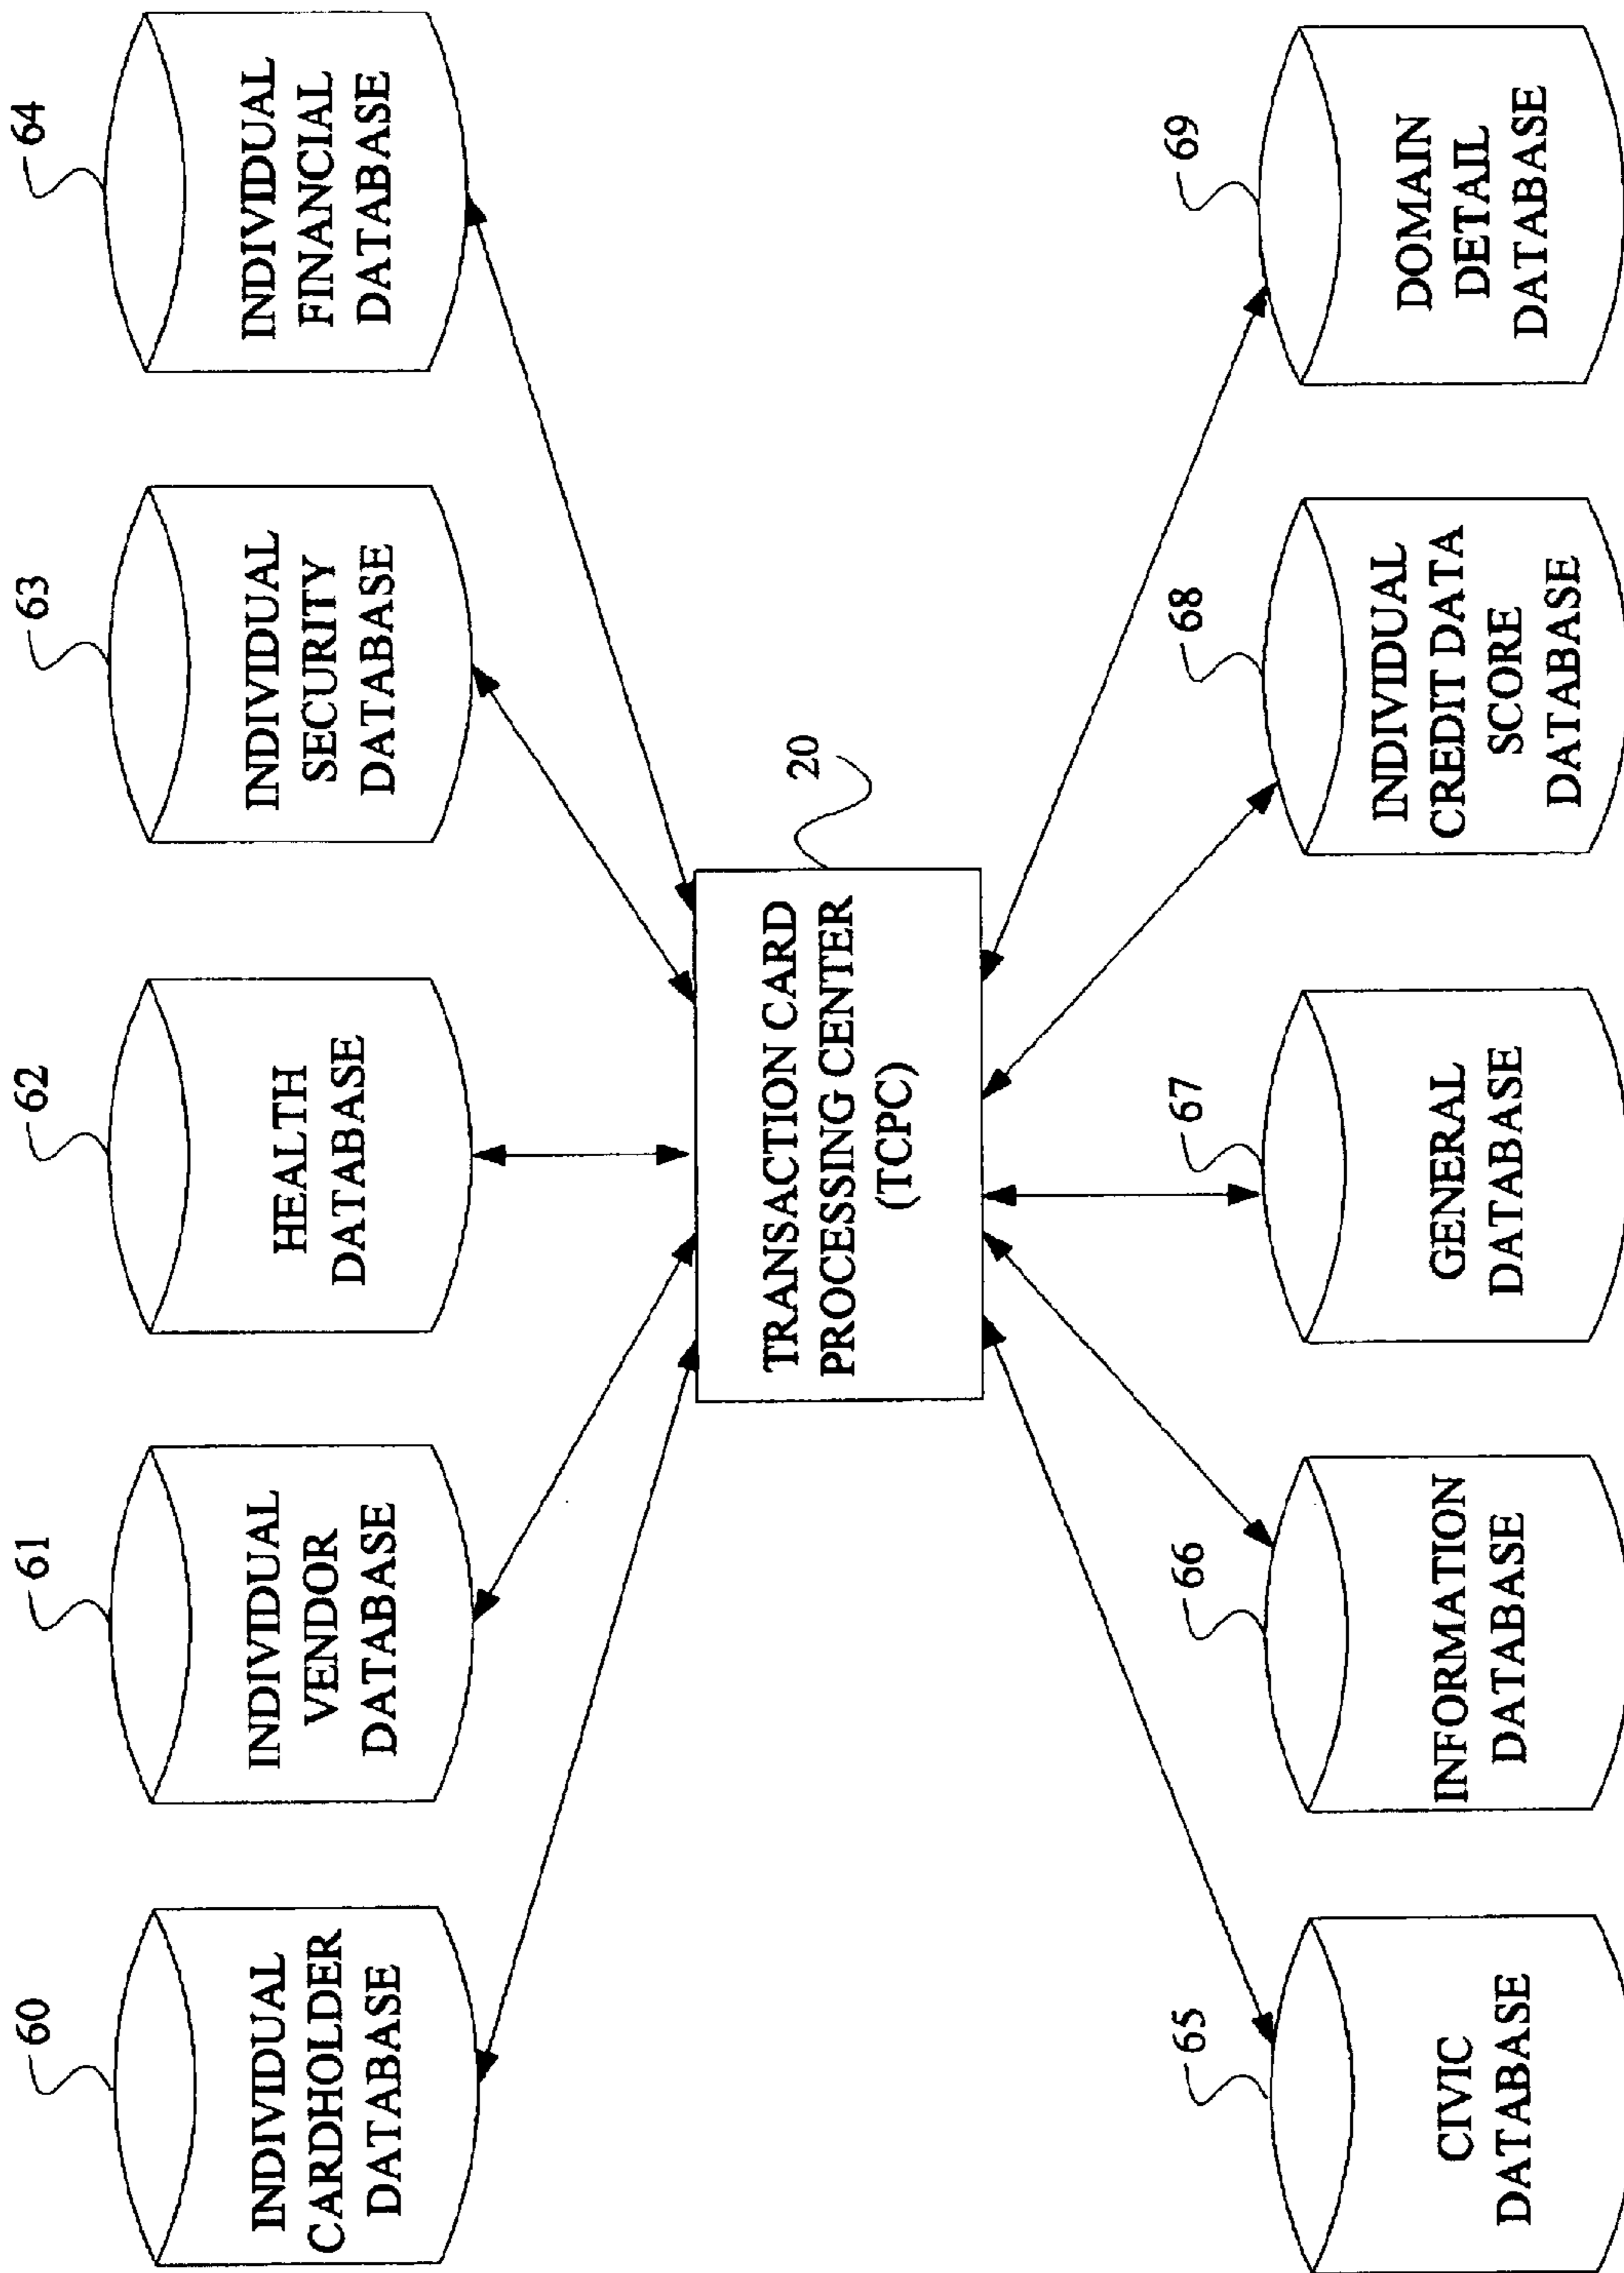 60
INDIVIDUAL
CARDHOLDER
DATABASE
61
INDIVIDUAL
VENDOR
DATABASE
62
HEALTH
DATABASE
63
INDIVIDUAL
SECURITY
DATABASE
64
INDIVIDUAL
FINANCIAL
DATABASE
TRANSACTION CARD
PROCESSING CENTER
(TCPC)
20
65
CIVIC
DATABASE
66
INFORMATION
DATABASE
67
GENERAL
DATABASE
68
INDIVIDUAL
CREDIT DATA
SCORE
DATABASE
69
DOMAIN
DETAIL
DATABASE